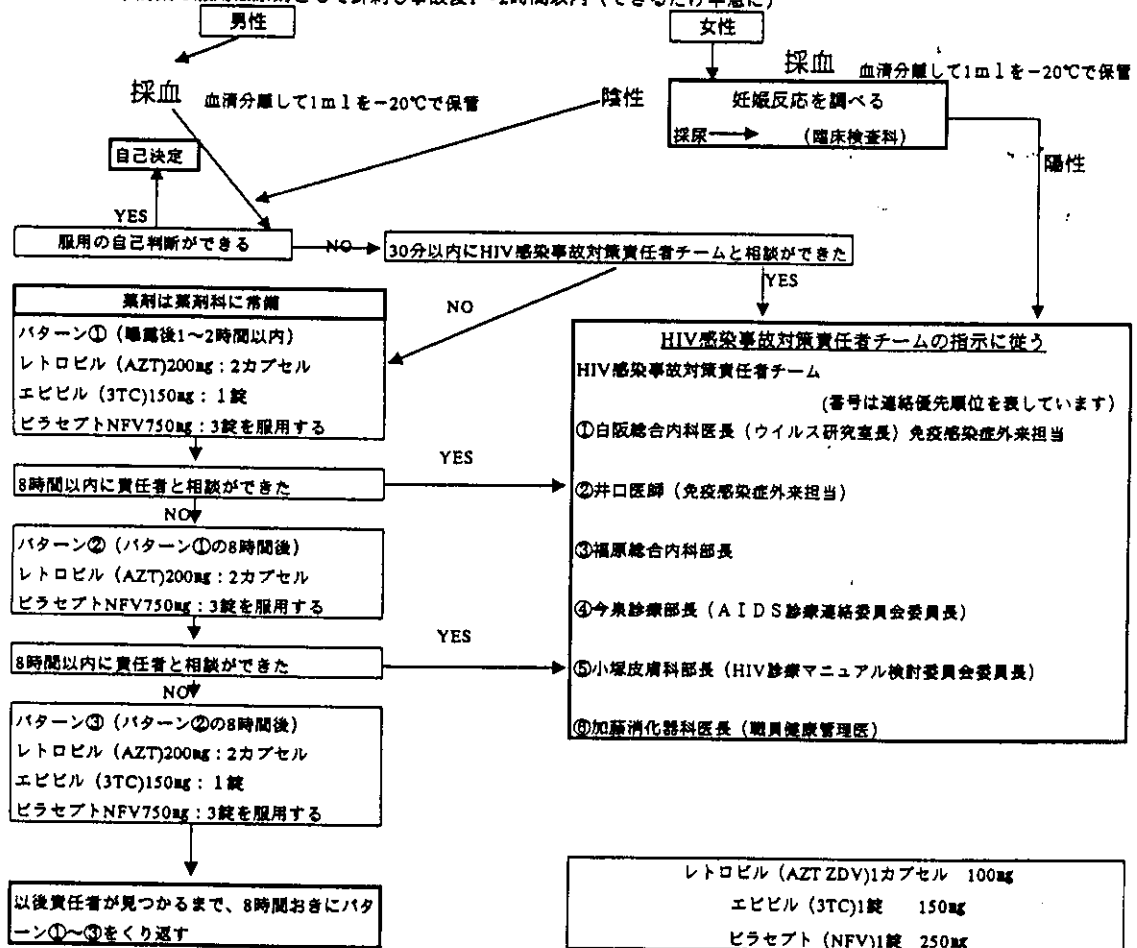 男性
女性
採血 血清分離して1mlを-20℃で保管
採血 血清分離して1mlを-20℃で保管
陰性
妊娠反応を調べる
採尿 (臨床検査科)
陽性
自己決定
YES
服用の自己判断ができる
NO
30分以内にHIV感染事故対策責任者チームと相談ができた
YES
NO
薬剤は薬剤科に常備
パターン① (曝露後1~2時間以内)
レトロビル (AZT)200mg:2カプセル
エピビル (3TC)150mg: 1錠
ビラセプトNFV750mg:3錠を服用する
8時間以内に責任者と相談ができた
YES
NO
パターン② (パターン①の8時間後)
レトロビル (AZT)200mg:2カプセル
ビラセプトNFV750mg:3錠を服用する
8時間以内に責任者と相談ができた
YES
NO
パターン③ (パターン②の8時間後)
レトロビル (AZT)200mg:2カプセル
エピビル (3TC)150mg: 1錠
ビラセプトNFV750mg:3錠を服用する
以後責任者が見つかるまで、8時間おきにパタ
ーン①~③をくり返す
HIV感染事故対策責任者チームの指示に従う
HIV感染事故対策責任者チーム
(番号は連絡優先順位を表しています)
①白阪総合内科医長 (ウイルス研究室長) 免疫感染症外来担当
②井口医師 (免疫感染症外来担当)
③福原総合内科部長
④今泉診療部長 (AIDS診療連絡委員会委員長)
⑤小塚皮膚科部長 (HIV診療マニュアル検討委員会委員長)
⑥加藤消化器科医長 (職員健康管理医)
レトロビル (AZT ZDV)1カプセル 100mg
エピビル (3TC)1錠 150mg
ビラセプト (NFV)1錠 250mg